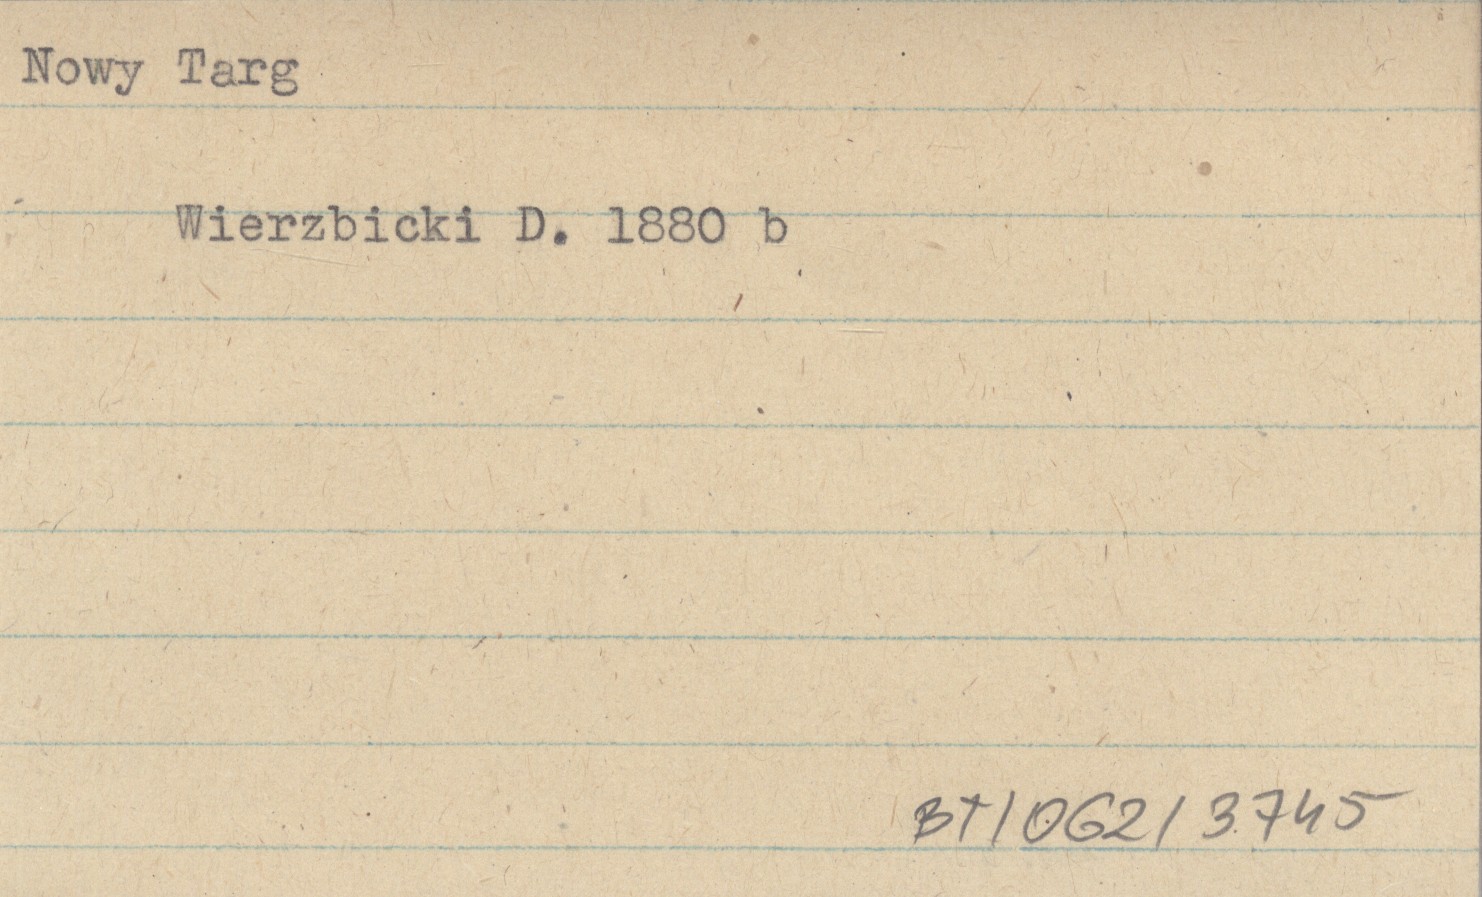 Nowy Targ
Wierzbicki D. 1880 b
BT/062/3745